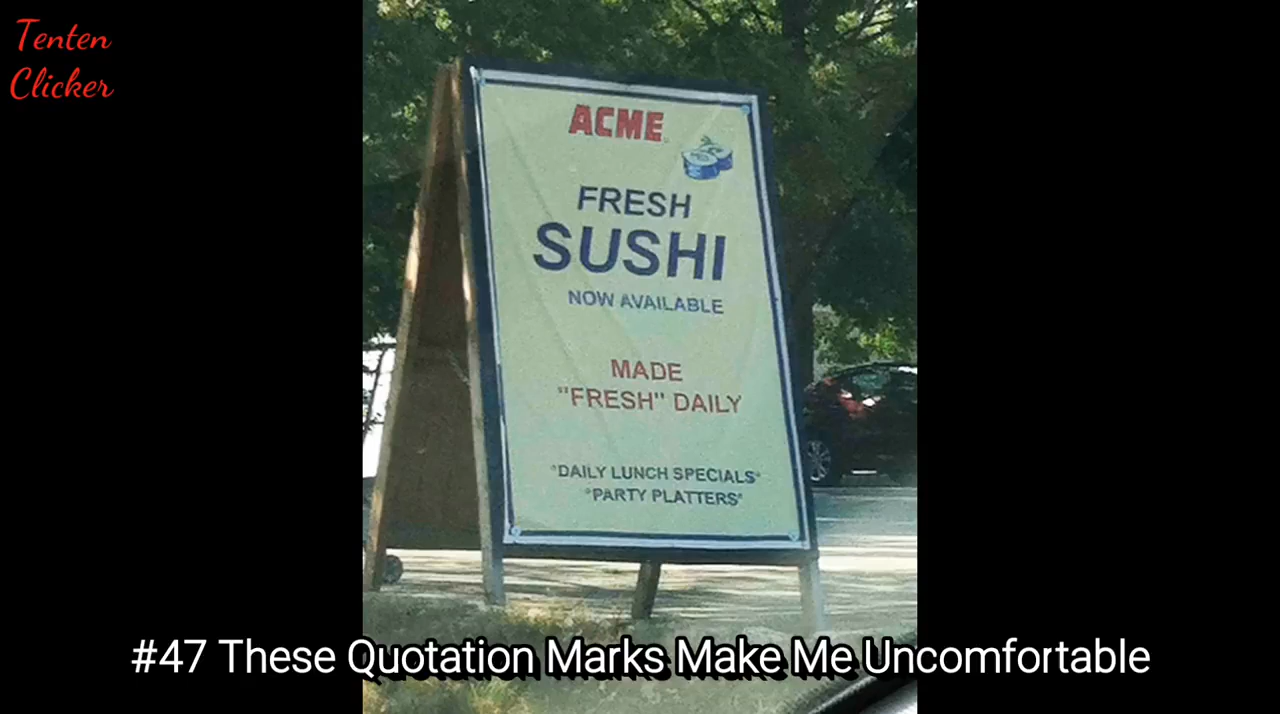 Tenten
Clicker
ACME
FRESH
SUSHI
NOW AVAILABLE
MADE
"FRESH" DAILY
*DAILY LUNCH SPECIALS*
*PARTY PLATTERS*
#47 These Quotation Marks Make Me Uncomfortable